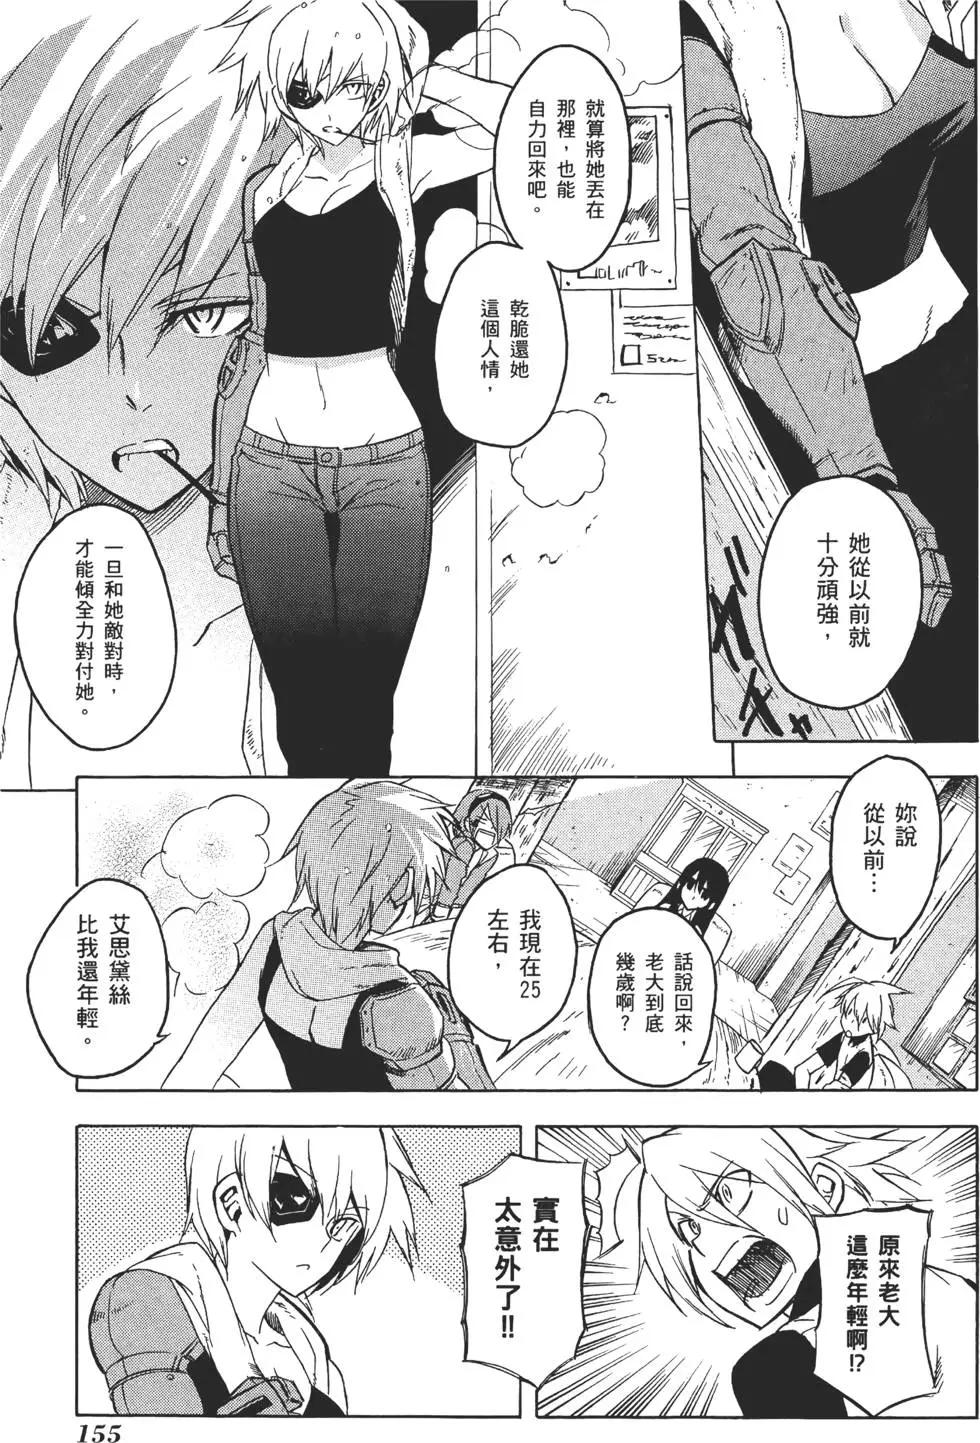 她從以前就
十分頑強，
就算將她丟在
那裡，也能
自力回來吧。
乾脆還她
這個人情，
一旦和她敵對時，
才能傾全力對付她。
妳說
從以前…
話說回來，
老大到底
幾歲啊？
我現在25
左右，
艾思黛絲
比我還年輕。
原來老大
這麼年輕啊!?
實在
太意外了!!
155